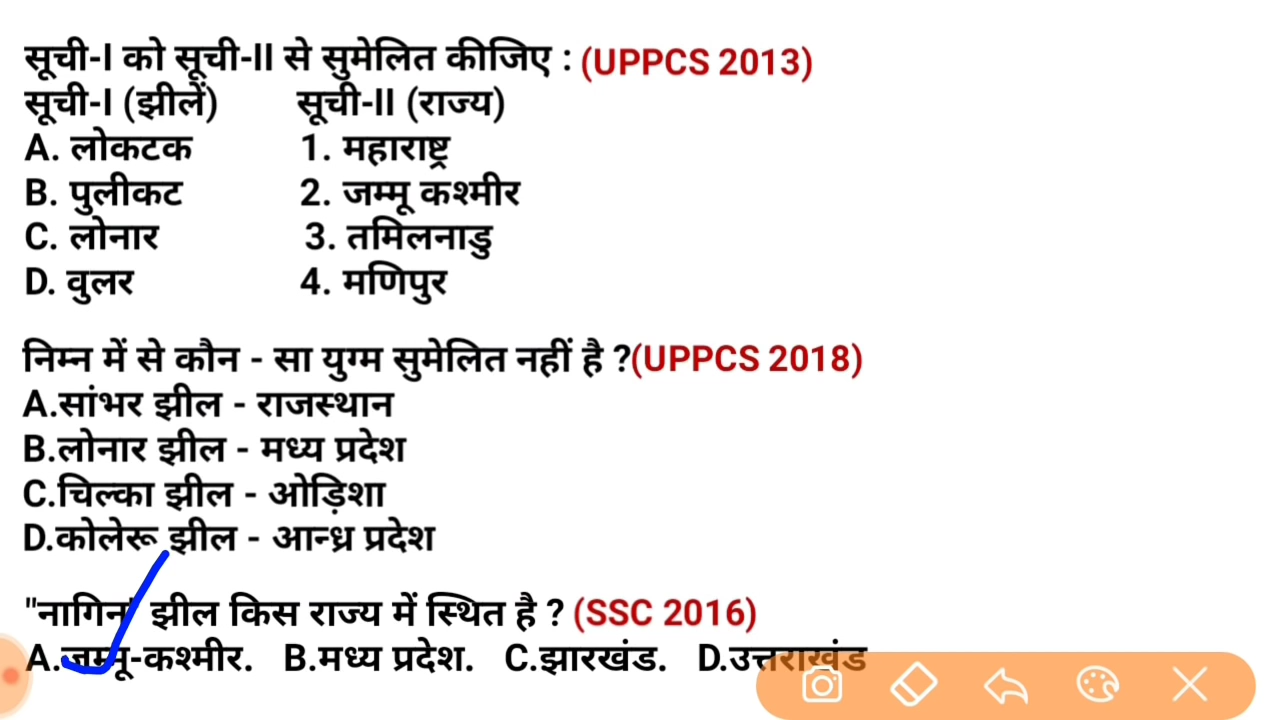 सूची-I को सूची-II से सुमेलित कीजिए : (UPPCS 2013)
सूची-I (झीलें) सूची-II (राज्य)
A. लोकटक 1. महाराष्ट्र
B. पुलीकट 2. जम्मू कश्मीर
C. लोनार 3. तमिलनाडु
D. वुलर 4. मणिपुर
निम्न में से कौन - सा युग्म सुमेलित नहीं है ?(UPPCS 2018)
A.सांभर झील - राजस्थान
B.लोनार झील - मध्य प्रदेश
C.चिल्का झील - ओड़िशा
D.कोलेरू झील - आन्ध्र प्रदेश
"नागिन" झील किस राज्य में स्थित है ? (SSC 2016)
A.जम्मू-कश्मीर. B.मध्य प्रदेश. C.झारखंड. D.उत्तराखंड